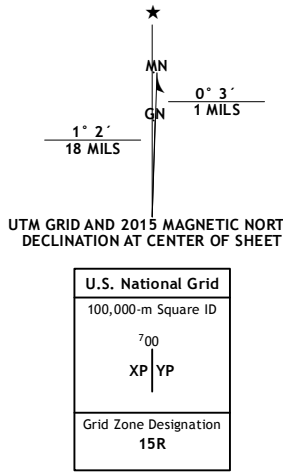 ★
MN
0° 3´
1 MILS
GN
1° 2´
18 MILS
UTM GRID AND 2015 MAGNETIC NORT
DECLINATION AT CENTER OF SHEET
U.S. National Grid
100,000-m Square ID
700
XP YP
Grid Zone Designation
15R